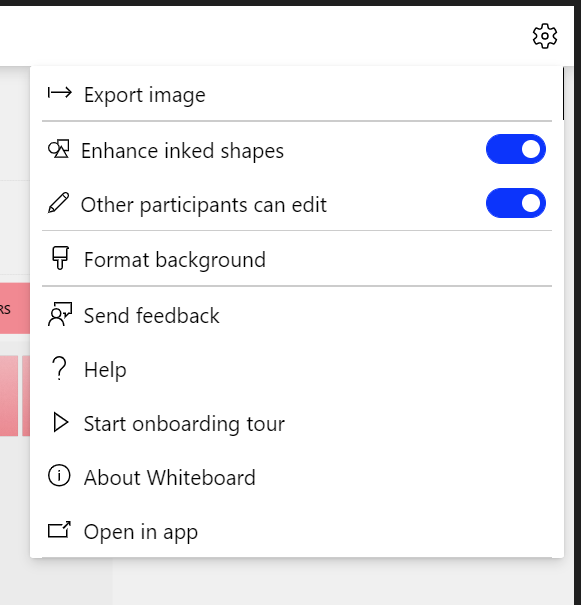 Export image
Enhance inked shapes
Other participants can edit
Format background
RS
Send feedback
Help
Start onboarding tour
About Whiteboard
Open in app